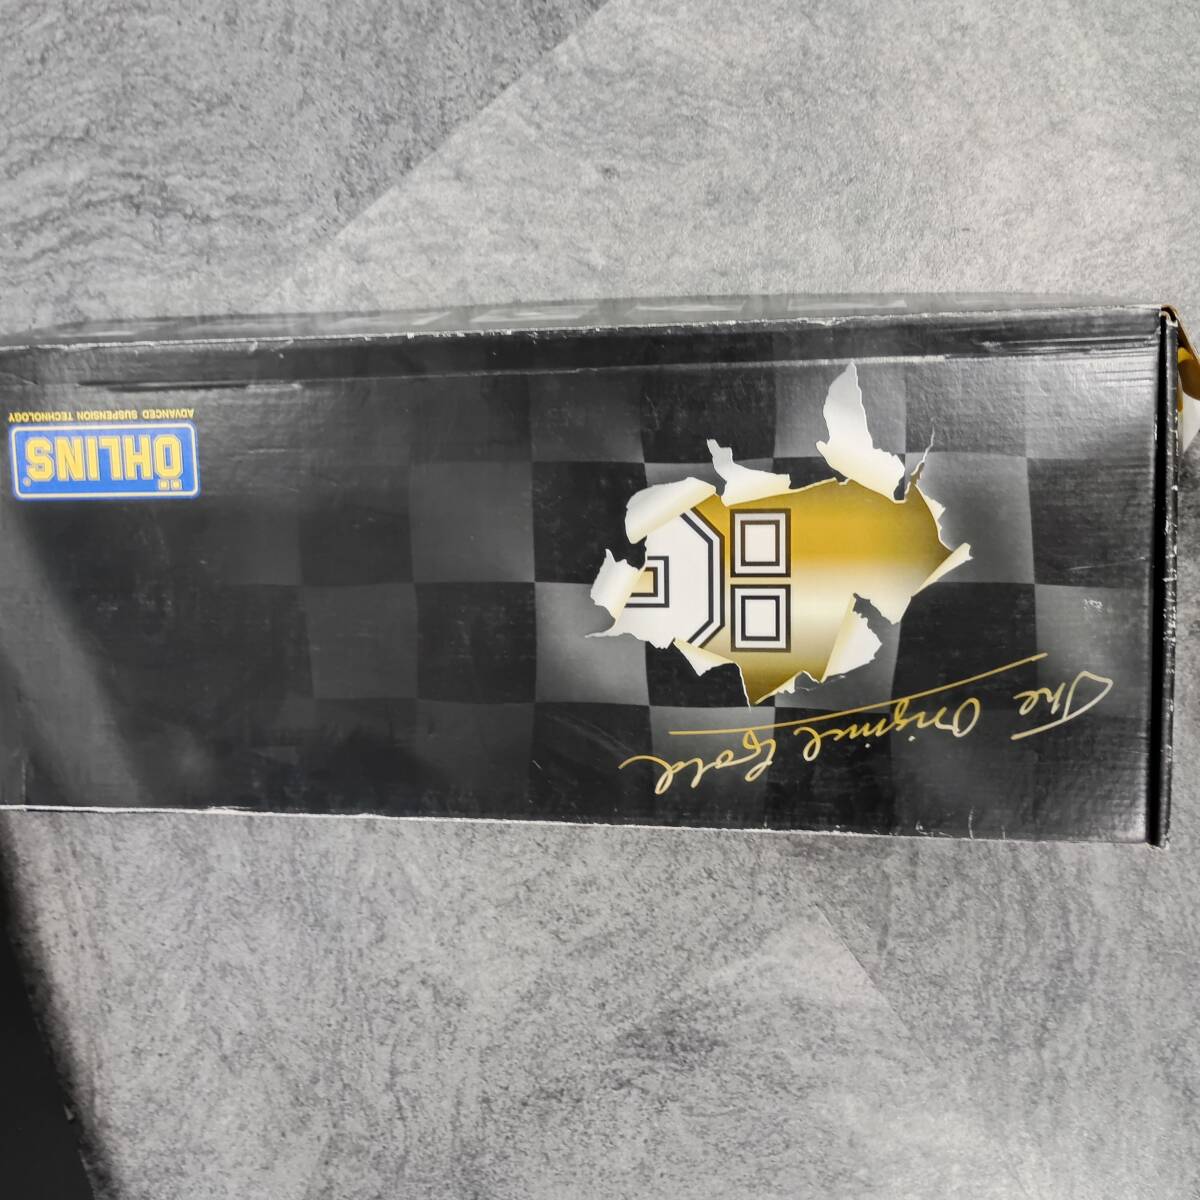 The Original Gold
ÖHLINS®
ADVANCED SUSPENSION TECHNOLOGY